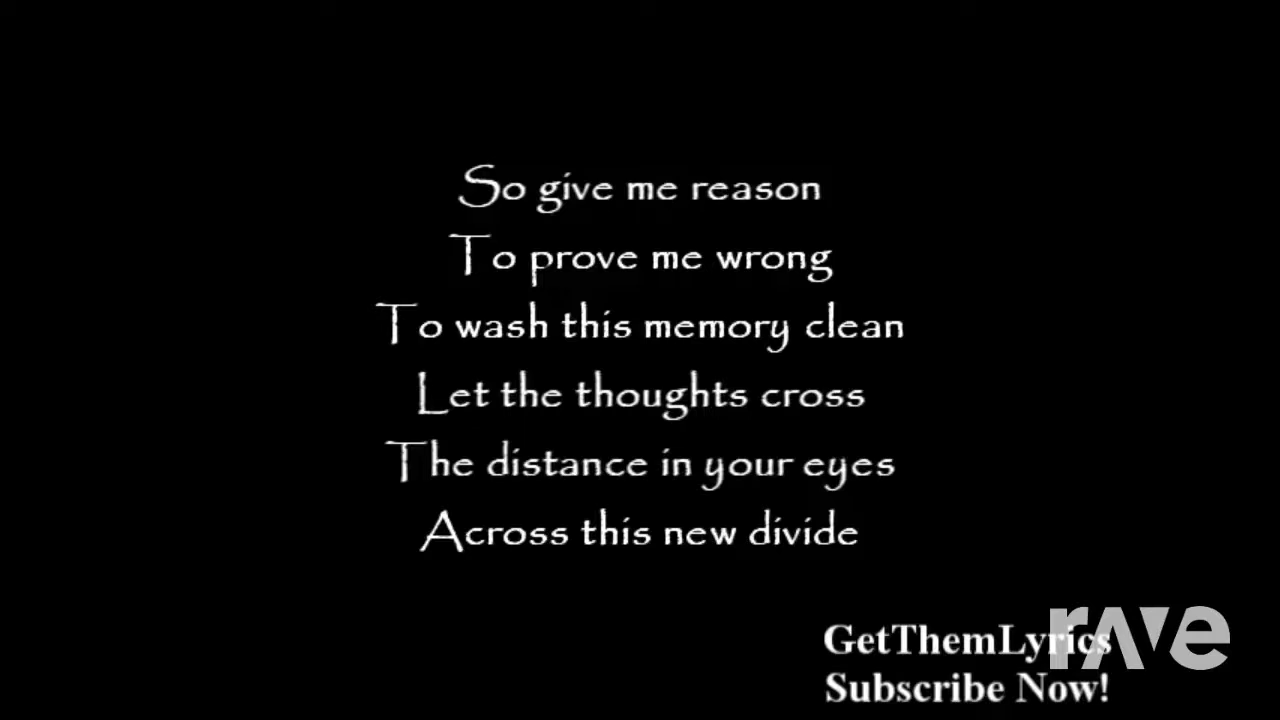 So give me reason
To prove me wrong
To wash this memory clean
Let the thoughts cross
The distance in your eyes
Across this new divide
GetThemLyrics
rave
Subscribe Now!